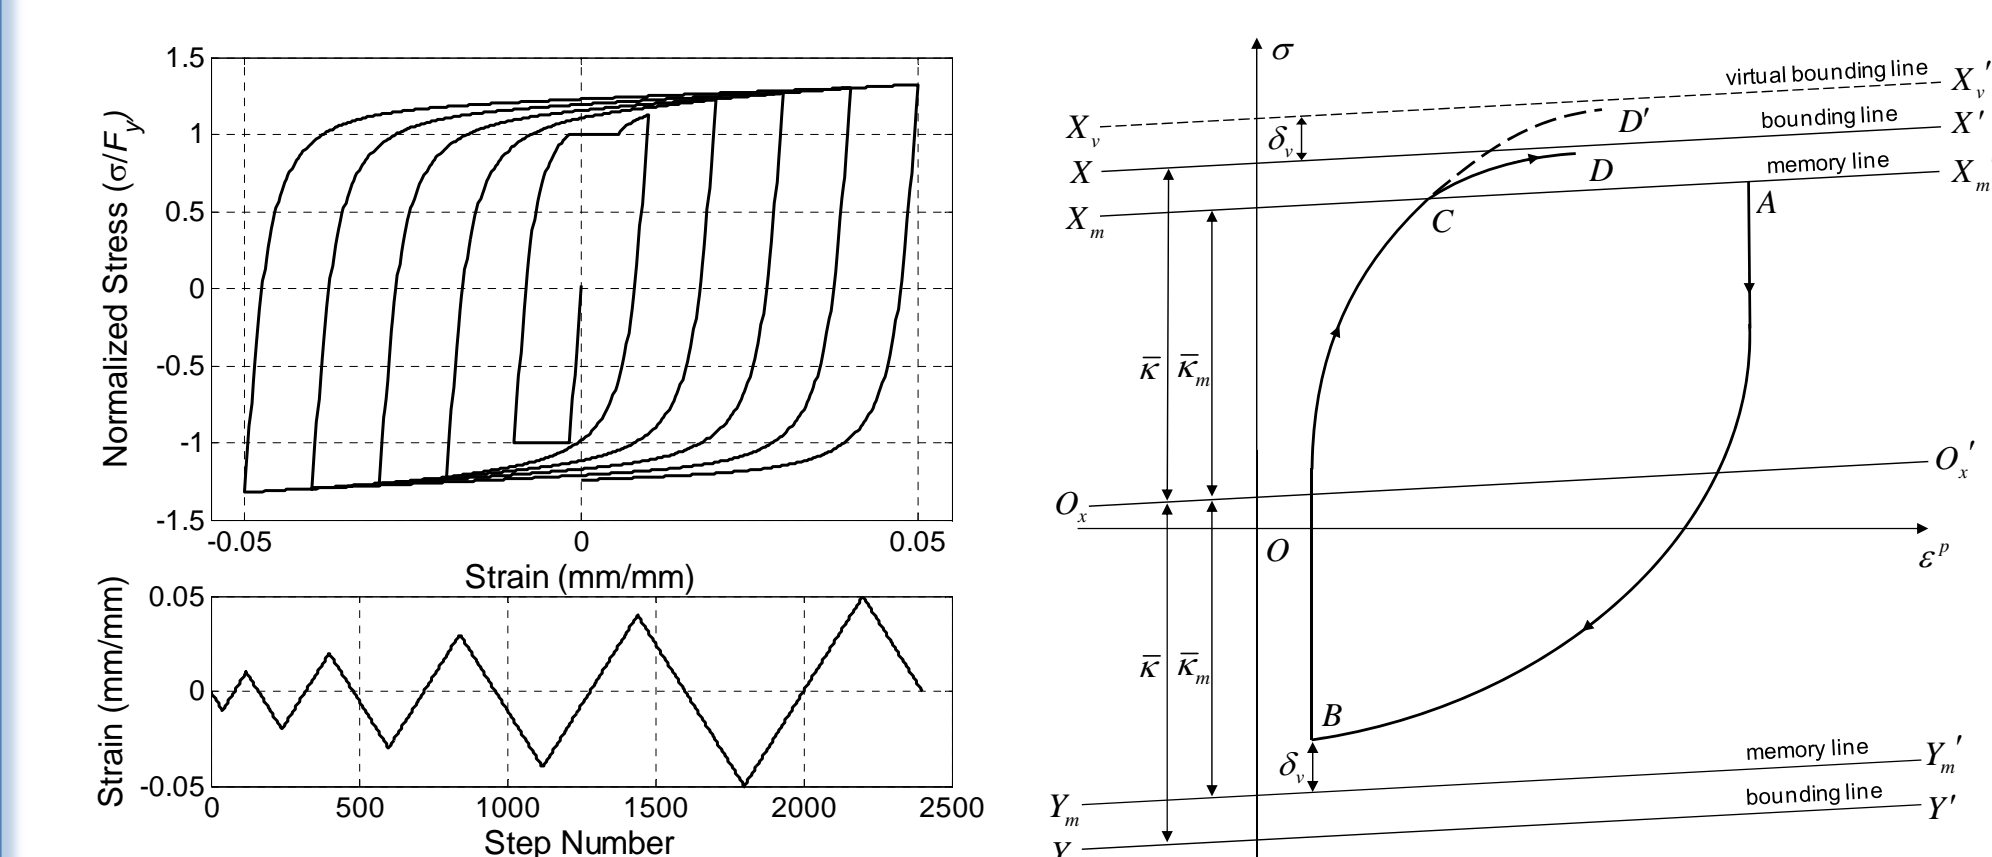 1.5
1
0.5
0
-0.5
-1
-1.5
Normalized Stress (σ/F_y)
-0.05 0 0.05
Strain (mm/mm)
0.05
0
-0.05
Strain (mm/mm)
0 500 1000 1500 2000 2500
Step Number
σ
virtual bounding line X_v'
X_v
δ_v
D'
bounding line X'
X
D
memory line X_m'
X_m
C
A
κ̄ κ̄_m
O_x'
O_x
O
ε^p
κ̄ κ̄_m
B
δ_v
memory line Y_m'
Y_m
bounding line Y'
Y